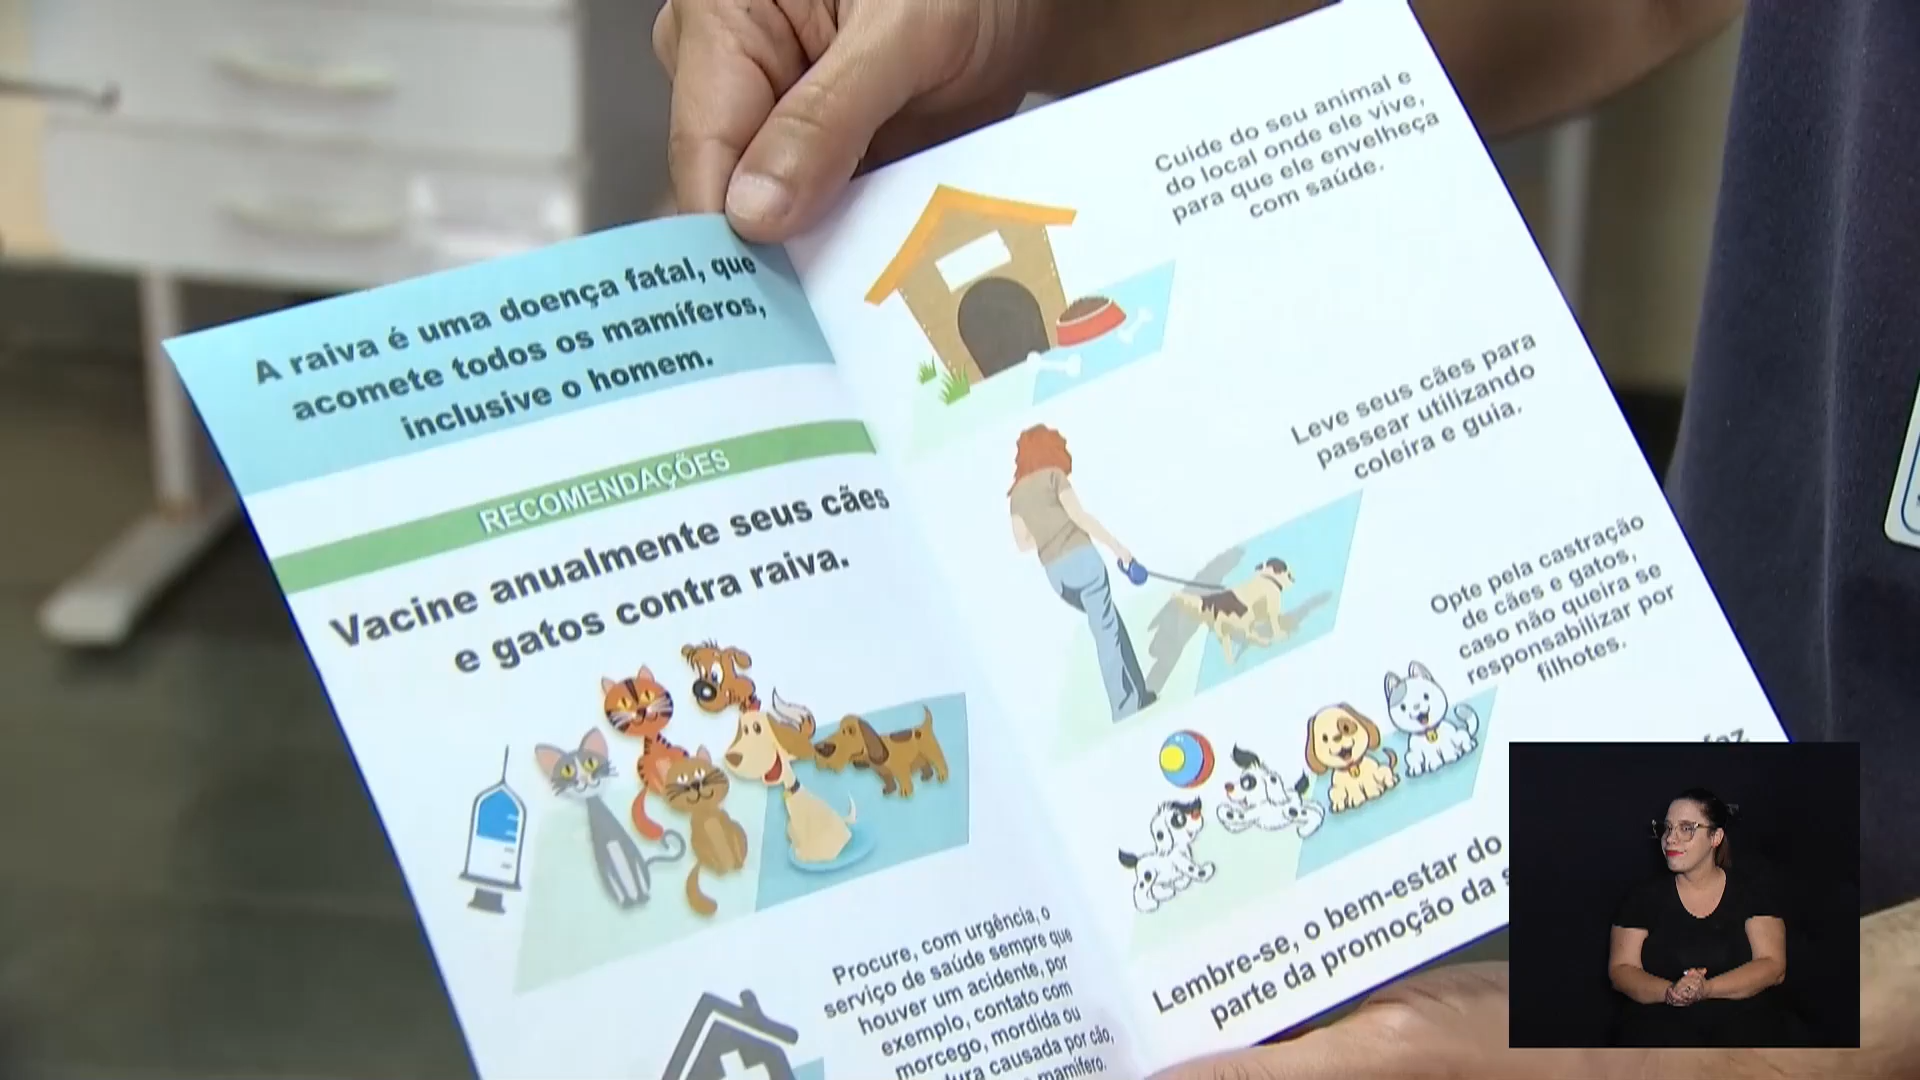 A raiva é uma doença fatal, que
acomete todos os mamíferos,
inclusive o homem.
RECOMENDAÇÕES
Vacine anualmente seus cães
e gatos contra raiva.
Procure, com urgência, o
serviço de saúde sempre que
houver um acidente, por
exemplo, contato com
morcego, mordida ou
causada por cão,
mamífero.
Cuide do seu animal e
do local onde ele vive,
para que ele envelheça
com saúde.
Leve seus cães para
passear utilizando
coleira e guia.
Opte pela castração
de cães e gatos,
caso não queira se
responsabilizar por
filhotes.
Lembre-se, o bem-estar do
parte da promoção da